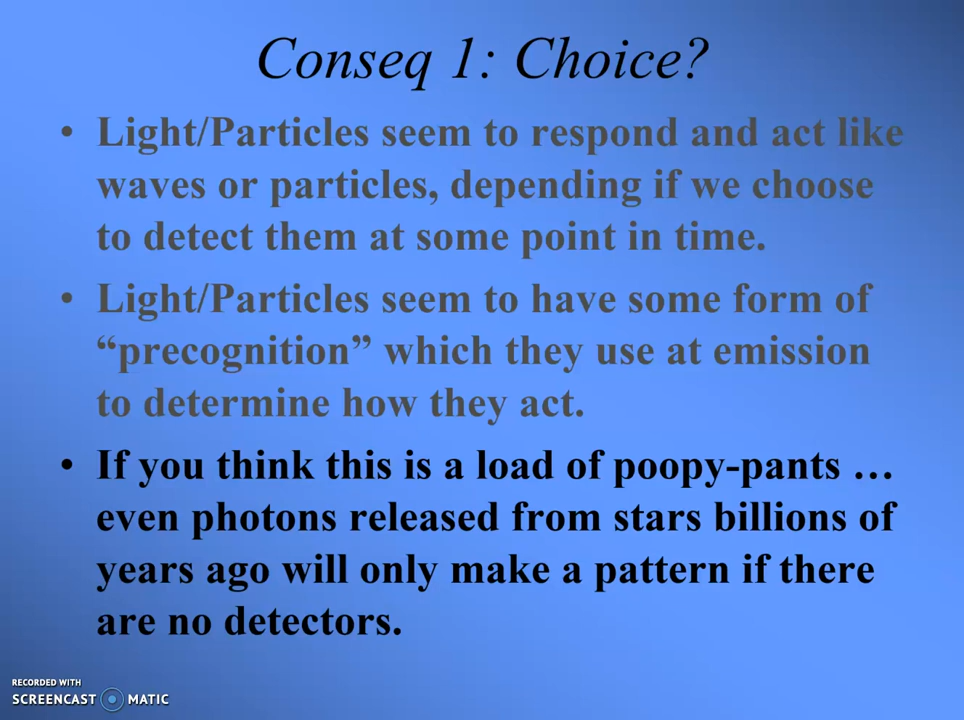 Conseq 1: Choice?
• Light/Particles seem to respond and act like
waves or particles, depending if we choose
to detect them at some point in time.
• Light/Particles seem to have some form of
“precognition” which they use at emission
to determine how they act.
• If you think this is a load of poopy-pants …
even photons released from stars billions of
years ago will only make a pattern if there
are no detectors.
RECORDED WITH
SCREENCAST MATIC